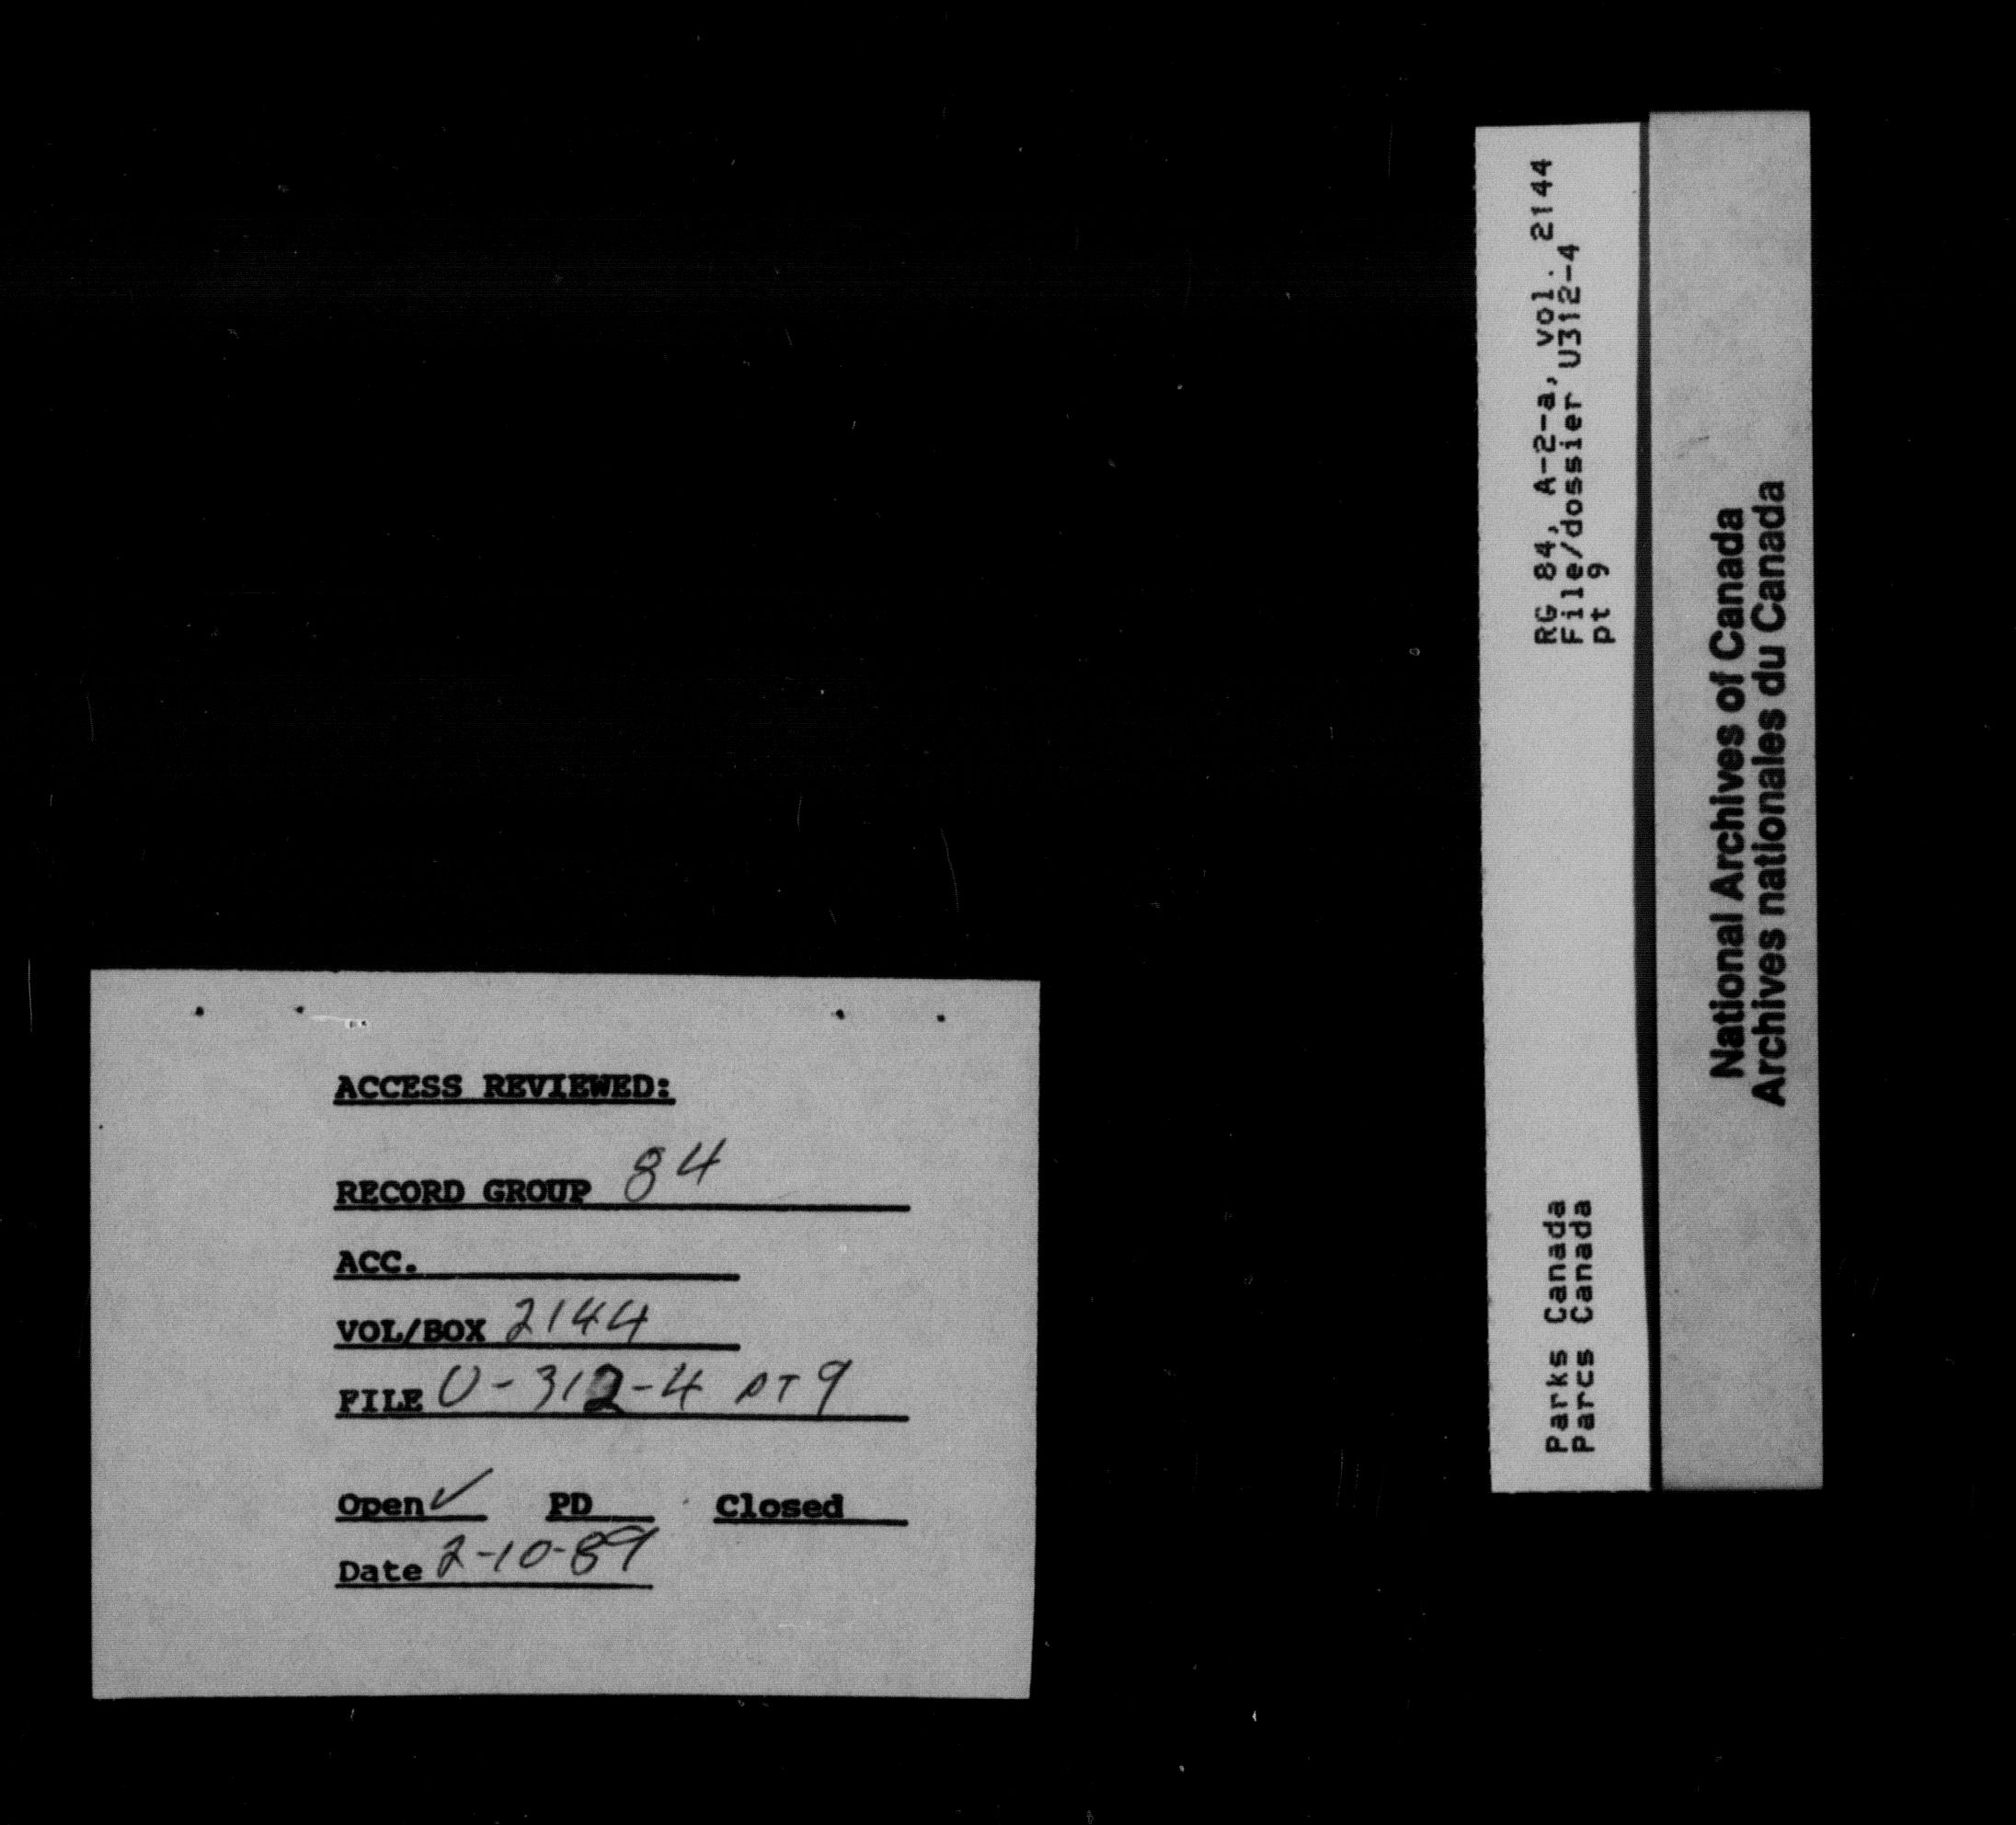 ACCESS REVIEWED:
RECORD GROUP 84
ACC.
VOL/BOX 2144
FILE U-312-4 PT 9
Open ✓ PD Closed
Date 2-10-89
RG 84, A-2-a, vol. 2144
File/dossier U312-4
pt 9
Parks Canada
Parcs Canada
National Archives of Canada
Archives nationales du Canada